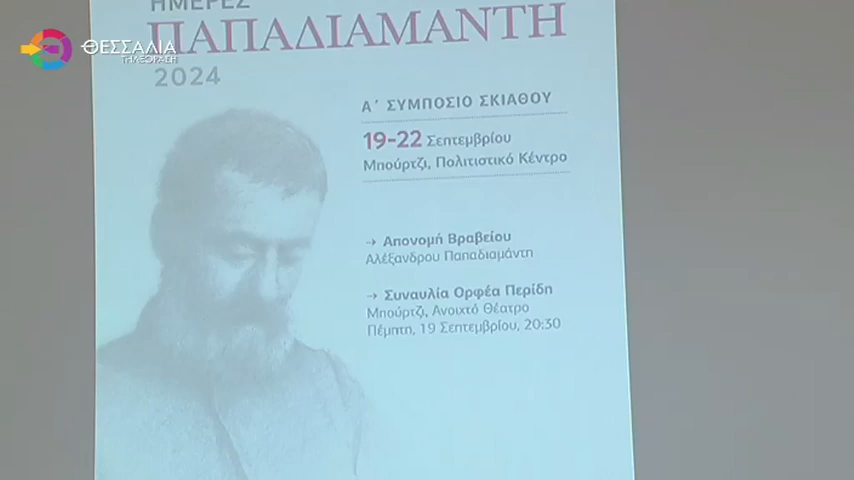 ΗΜΕΡΕΣ
ΠΑΠΑΔΙΑΜΑΝΤΗ
2024
ΘΕΣΣΑΛΙΑ
ΤΗΛΕΟΡΑΣΗ
Α΄ ΣΥΜΠΟΣΙΟ ΣΚΙΑΘΟΥ
19-22 Σεπτεμβρίου
Μπούρτζι, Πολιτιστικό Κέντρο
→ Απονομή Βραβείου
Αλέξανδρου Παπαδιαμάντη
→ Συναυλία Ορφέα Περίδη
Μπούρτζι, Ανοιχτό Θέατρο
Πέμπτη, 19 Σεπτεμβρίου, 20:30